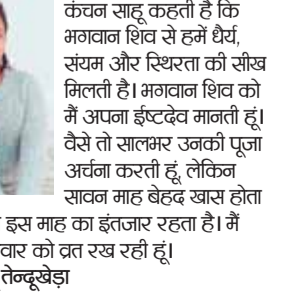 कंचन साहू कहती है कि
भगवान शिव से हमें धैर्य,
संयम और स्थिरता की सीख
मिलती है। भगवान शिव को
मैं अपना ईष्टदेव मानती हूं।
वैसे तो सालभर उनकी पूजा
अर्चना करती हूं, लेकिन
सावन माह बेहद खास होता
इस माह का इंतजार रहता है। मैं
वार को व्रत रख रही हूं।
तेन्दूखेड़ा